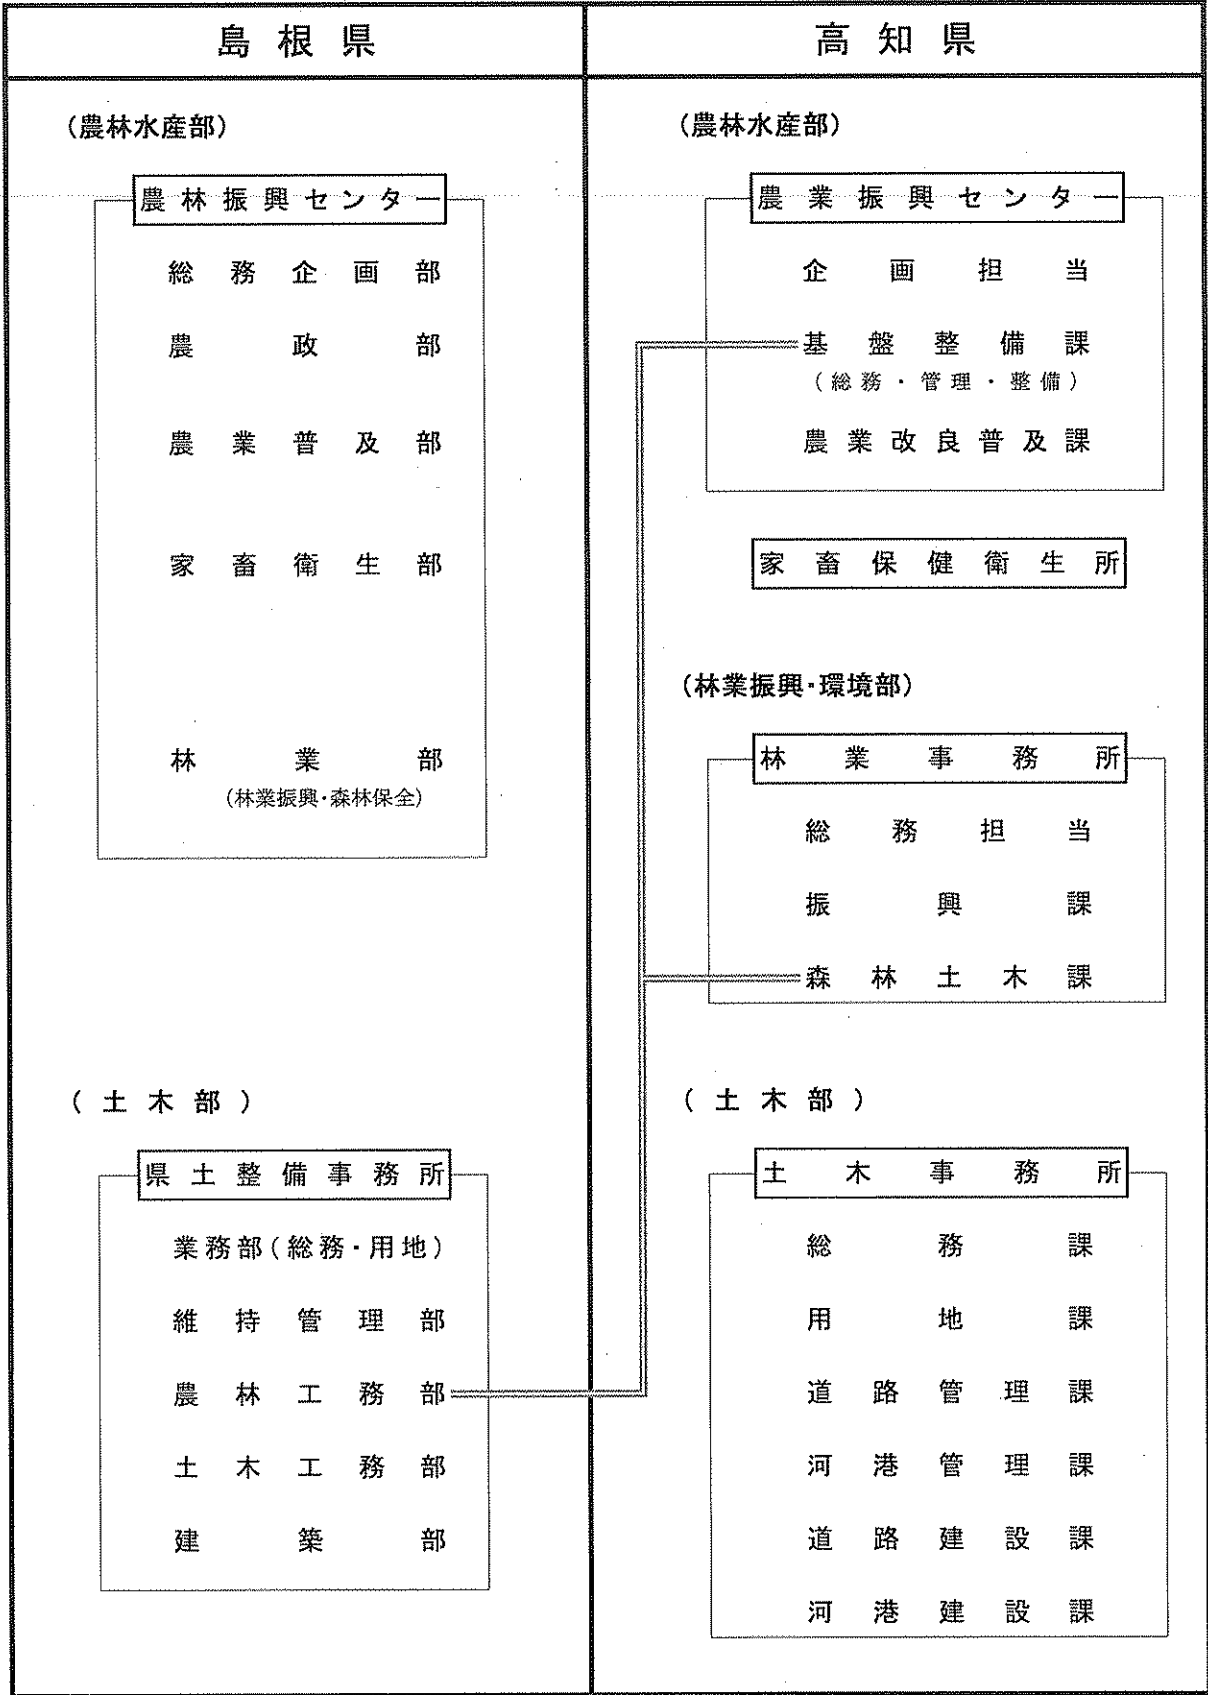 島根県
(農林水産部)
農林振興センター
総務企画部
農政部
農業普及部
家畜衛生部
林業部
(林業振興・森林保全)
(土木部)
県土整備事務所
業務部(総務・用地)
維持管理部
農林工務部
土木工務部
建築部
高知県
(農林水産部)
農業振興センター
企画担当
基盤整備課
(総務・管理・整備)
農業改良普及課
家畜保健衛生所
(林業振興・環境部)
林業事務所
総務担当
振興課
森林土木課
(土木部)
土木事務所
総務課
用地課
道路管理課
河港管理課
道路建設課
河港建設課